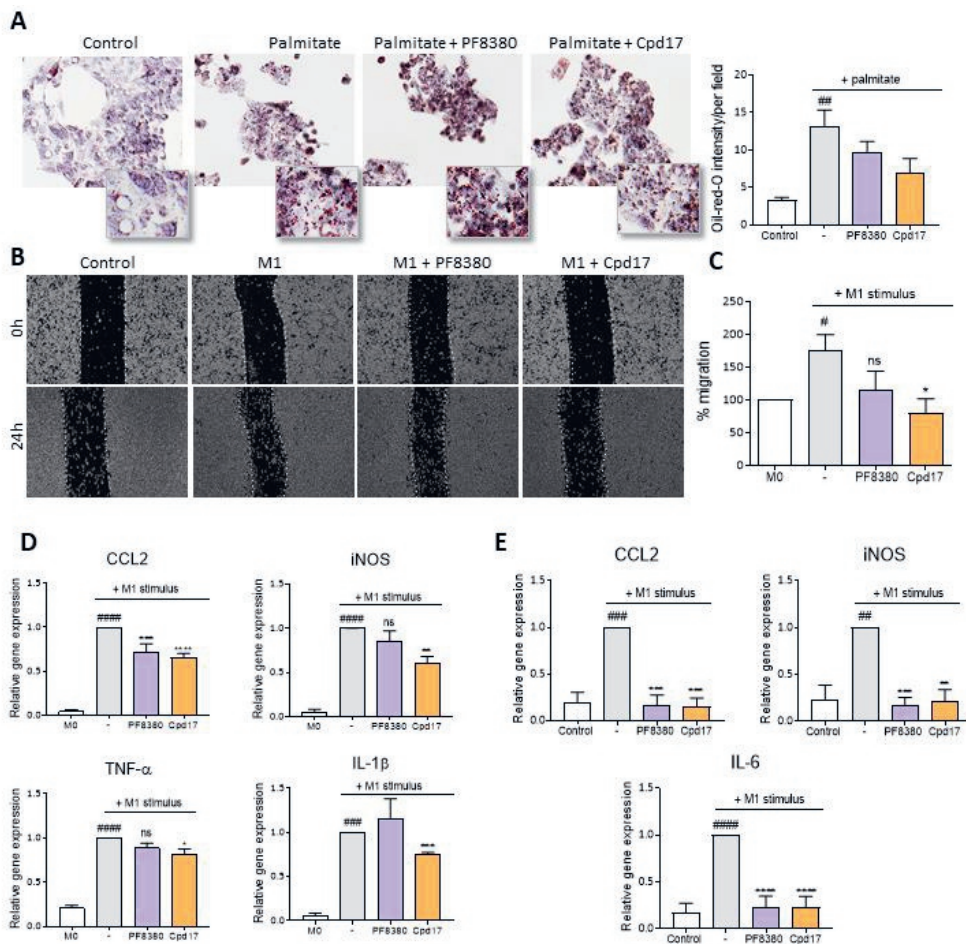 A
Control
Palmitate
Palmitate + PF8380
Palmitate + Cpd17
Oil-red-O intensity/per field
20
15
10
5
0
+ palmitate
##
Control
-
PF8380
Cpd17
B
Control
M1
M1 + PF8380
M1 + Cpd17
0h
24h
C
% migration
250
200
150
100
50
0
+ M1 stimulus
#
ns
*
M0
-
PF8380
Cpd17
D
CCL2
Relative gene expression
1.5
1.0
0.5
0.0
+ M1 stimulus
####
***
****
M0
-
PF8380
Cpd17
iNOS
Relative gene expression
1.5
1.0
0.5
0.0
+ M1 stimulus
####
ns
**
M0
-
PF8380
Cpd17
TNF-α
Relative gene expression
1.5
1.0
0.5
0.0
+ M1 stimulus
####
ns
*
M0
-
PF8380
Cpd17
IL-1β
Relative gene expression
1.5
1.0
0.5
0.0
+ M1 stimulus
###
***
M0
-
PF8380
Cpd17
E
CCL2
Relative gene expression
1.5
1.0
0.5
0.0
+ M1 stimulus
###
***
***
Control
-
PF8380
Cpd17
iNOS
Relative gene expression
1.5
1.0
0.5
0.0
+ M1 stimulus
##
***
**
Control
-
PF8380
Cpd17
IL-6
Relative gene expression
1.5
1.0
0.5
0.0
+ M1 stimulus
####
****
****
Control
-
PF8380
Cpd17